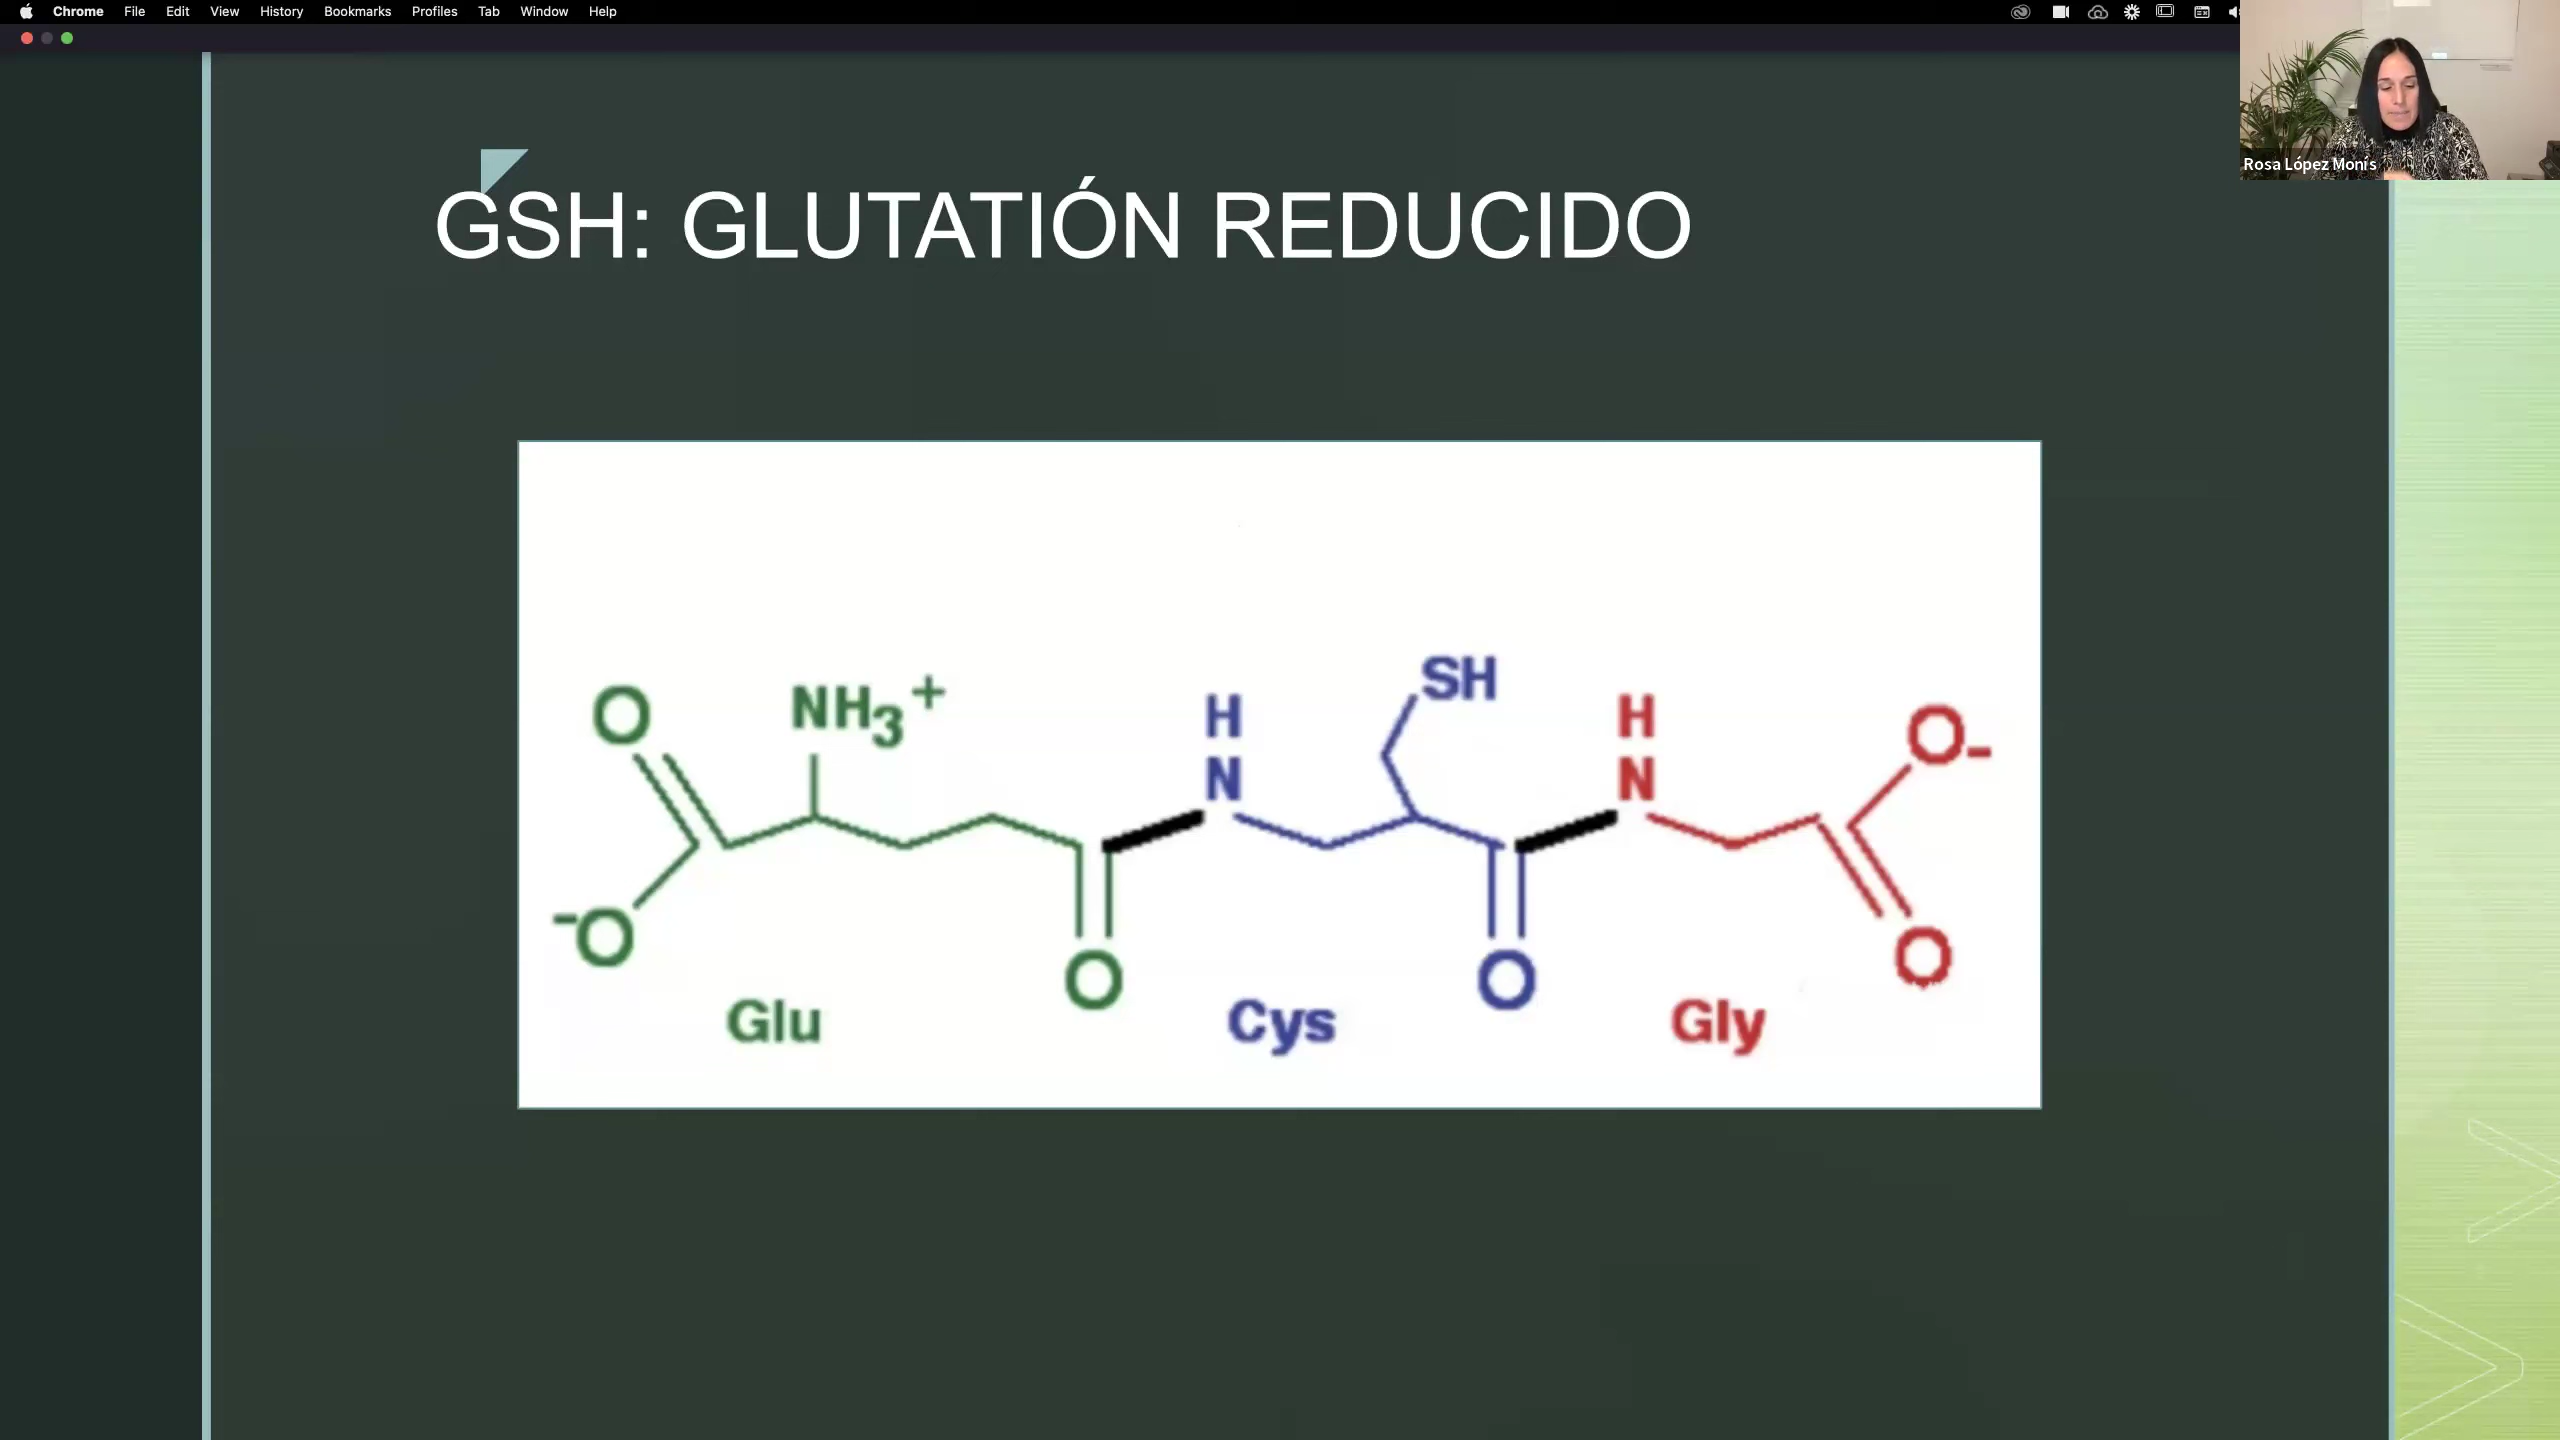 Chrome File Edit View History Bookmarks Profiles Tab Window Help
Rosa López Monís
GSH: GLUTATIÓN REDUCIDO
O NH3+ H N SH H N O-
-O O O O
Glu Cys Gly